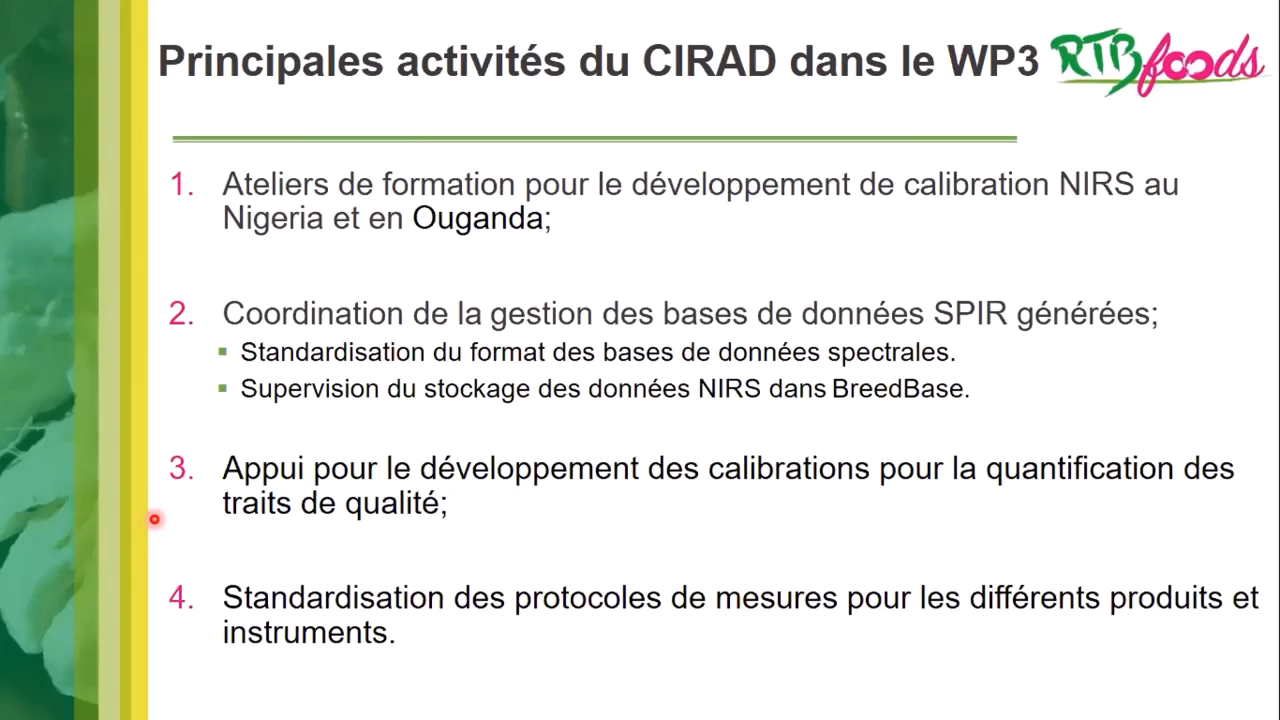 Principales activités du CIRAD dans le WP3
RTBfoods
1. Ateliers de formation pour le développement de calibration NIRS au
Nigeria et en Ouganda;
2. Coordination de la gestion des bases de données SPIR générées;
▪ Standardisation du format des bases de données spectrales.
▪ Supervision du stockage des données NIRS dans BreedBase.
3. Appui pour le développement des calibrations pour la quantification des
traits de qualité;
4. Standardisation des protocoles de mesures pour les différents produits et
instruments.